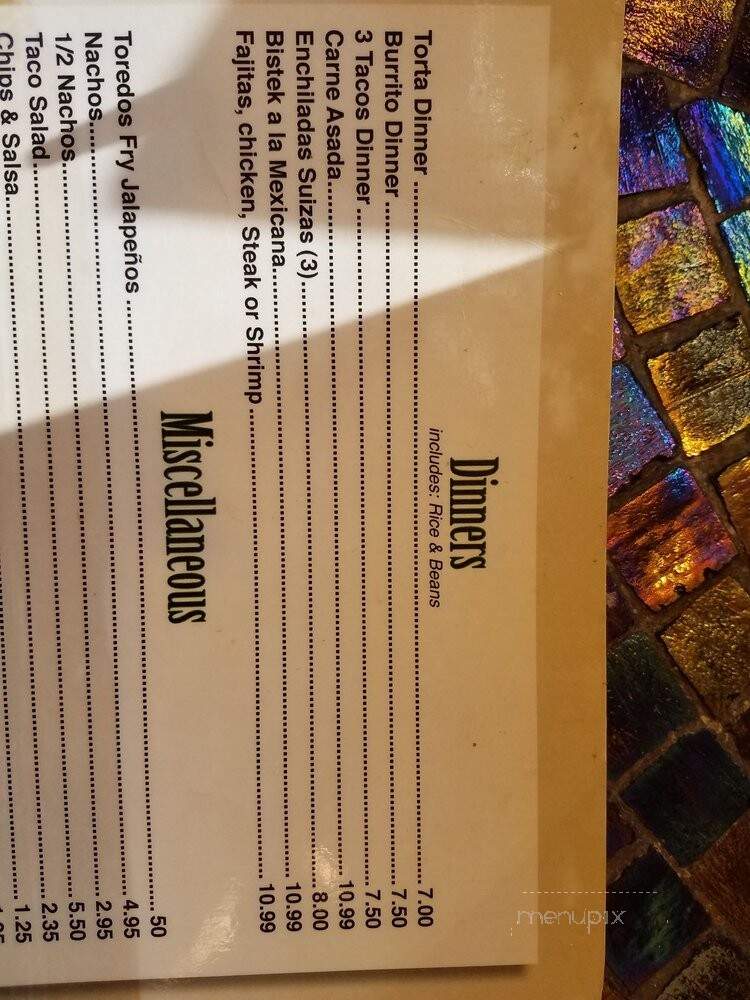 Dinners
includes: Rice & Beans
Torta Dinner ........ 7.00
Burrito Dinner ........ 7.50
3 Tacos Dinner ........ 7.50
Carne Asada ........ 10.99
Enchiladas Suizas (3) ........ 8.00
Bistek a la Mexicana ........ 10.99
Fajitas, chicken, Steak or Shrimp ........ 10.99
Miscellaneous
Toredos Fry Jalapeños ........ .50
Nachos ........ 4.95
1/2 Nachos ........ 2.95
Taco Salad ........ 5.50
Chips & Salsa ........ 2.35
1.25
menupix